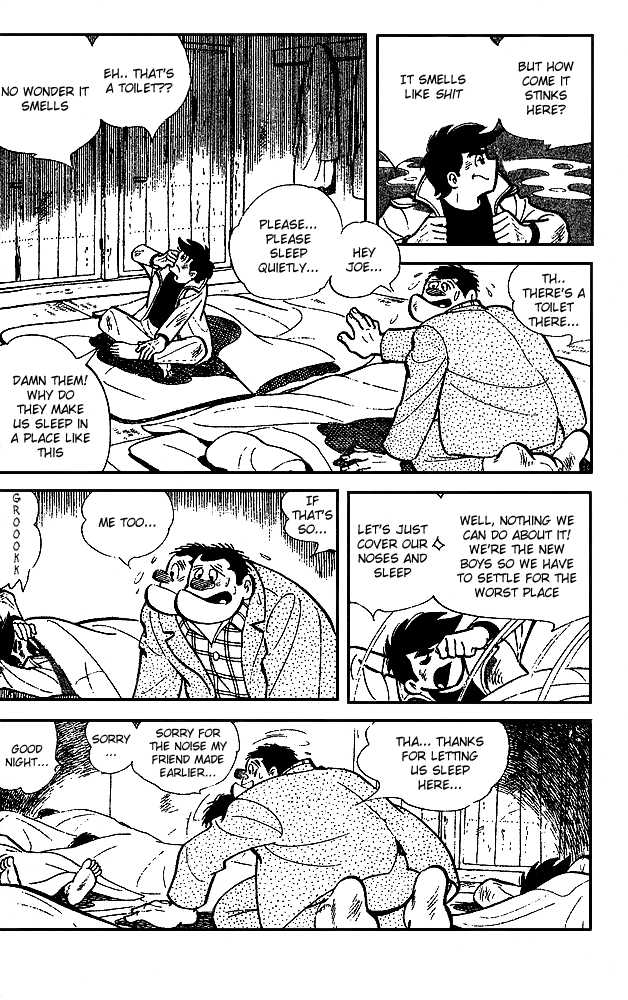 BUT HOW
COME IT
STINKS
HERE?
IT SMELLS
LIKE SHIT
TH..
THERE'S A
TOILET
THERE...
HEY
JOE...
PLEASE...
PLEASE
SLEEP
QUIETLY...
EH.. THAT'S
A
TOILET??
NO WONDER IT
SMELLS
DAMN THEM!
WHY DO
THEY MAKE
US SLEEP IN
A PLACE LIKE
THIS
WELL, NOTHING WE
CAN DO ABOUT IT!
WE'RE THE NEW
BOYS SO WE HAVE
TO SETTLE FOR THE
WORST PLACE
LET'S JUST
COVER OUR
NOSES AND
SLEEP
IF
THAT'S
SO...
ME TOO...
GROOOKK
THA... THANKS
FOR LETTING
US SLEEP
HERE...
SORRY FOR
THE NOISE MY
FRIEND MADE
EARLIER...
SORRY
...
GOOD
NIGHT...